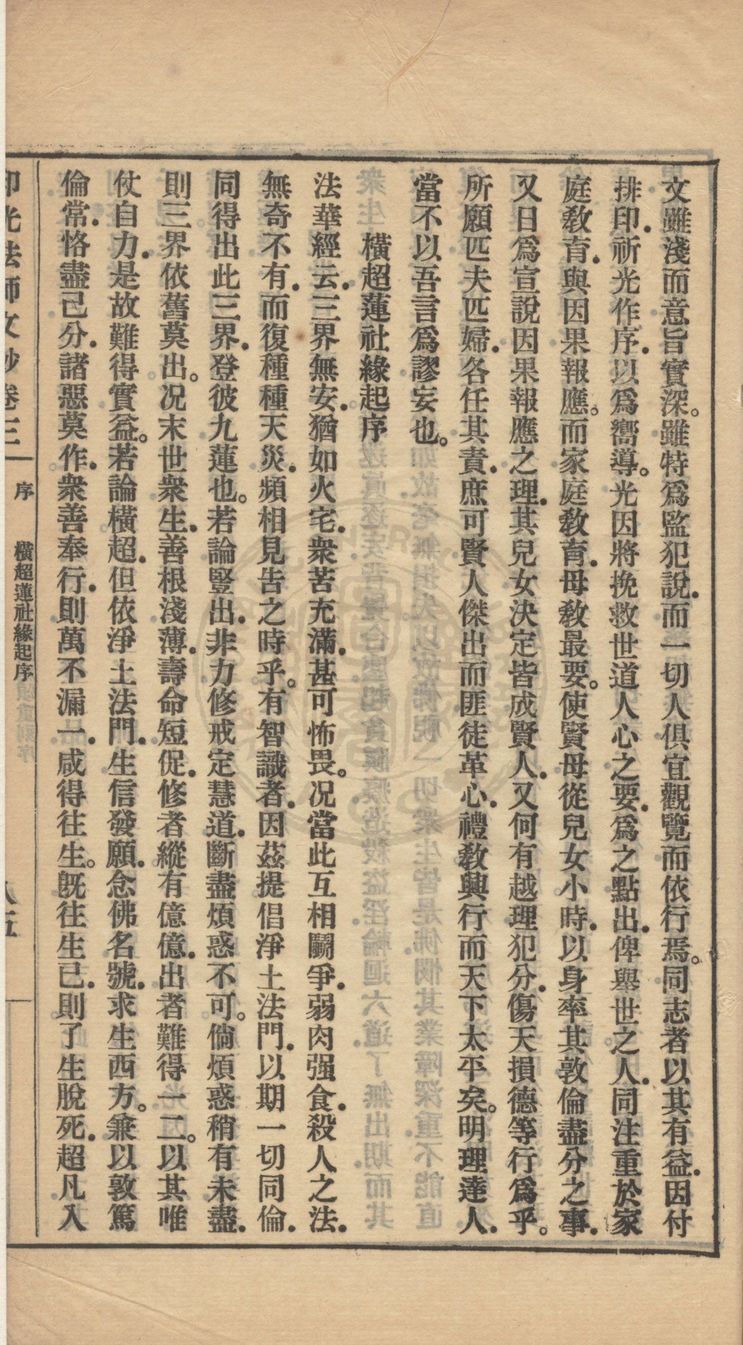 文雖淺而意旨實深。雖特爲監犯說。而一切人俱宜觀覽而依行焉。同志者以其有益。因付
排印。祈光作序。以爲嚮導。光因將挽救世道人心之要。爲之點出。俾舉世之人。同注重於家
庭教育。與因果報應。而家庭教育。母教最要。使賢母從兒女小時。以身率其敦倫盡分之事。
又日爲宣說因果報應之理。其兒女決定皆成賢人。又何有越理犯分。傷天損德等行爲乎。
所願匹夫匹婦。各任其責。庶可賢人傑出而匪徒革心。禮教興行而天下太平矣。明理達人。
當不以吾言爲謬妄也。
橫超蓮社緣起序
法華經云。三界無安。猶如火宅。衆苦充滿。甚可怖畏。况當此互相鬭爭。弱肉强食。殺人之法。
無奇不有。而復種種天災。頻相見告之時乎。有智識者。因茲提倡淨土法門。以期一切同倫。
同得出此三界。登彼九蓮也。若論豎出。非力修戒定慧道。斷盡煩惑不可。倘煩惑稍有未盡。
則三界依舊莫出。况末世衆生。善根淺薄。壽命短促。修者縱有億億。出者難得一二。以其唯
仗自力。是故難得實益。若論橫超。但依淨土法門。生信發願。念佛名號。求生西方。兼以敦篤
倫常。恪盡己分。諸惡莫作。衆善奉行。則萬不漏一。咸得往生。旣往生已。則了生脫死。超凡入
印光法師文鈔卷三 序 橫超蓮社緣起序 八五